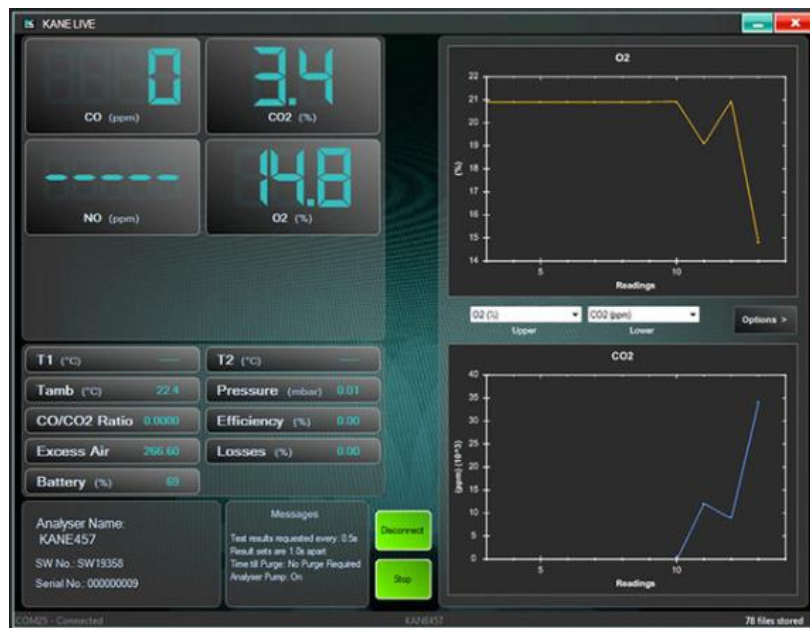 KANE LIVE
0
CO (ppm)
3.4
CO2 (%)
-----
NO (ppm)
14.8
O2 (%)
T1 (°C) ----
T2 (°C) ----
Tamb (°C) 22.4
Pressure (mbar) 0.01
CO/CO2 Ratio 0.0000
Efficiency (%) 0.00
Excess Air 266.60
Losses (%) 0.00
Battery (%) 69
Analyser Name:
KANE457
SW No.: SW19358
Serial No.: 000000009
Messages
Test results requested every: 0.5s
Result sets are 1.0s apart
Time till Purge: No Purge Required
Analyser Pump: On
Disconnect
Stop
O2
22
21
20
19
18
17
16
15
14
(%)
5
10
Readings
O2 (%)
Upper
CO2 (ppm)
Lower
Options >
CO2
40
35
30
25
20
15
10
5
0
(ppm) (10^3)
5
10
Readings
COM25 - Connected
KANE457
78 files stored